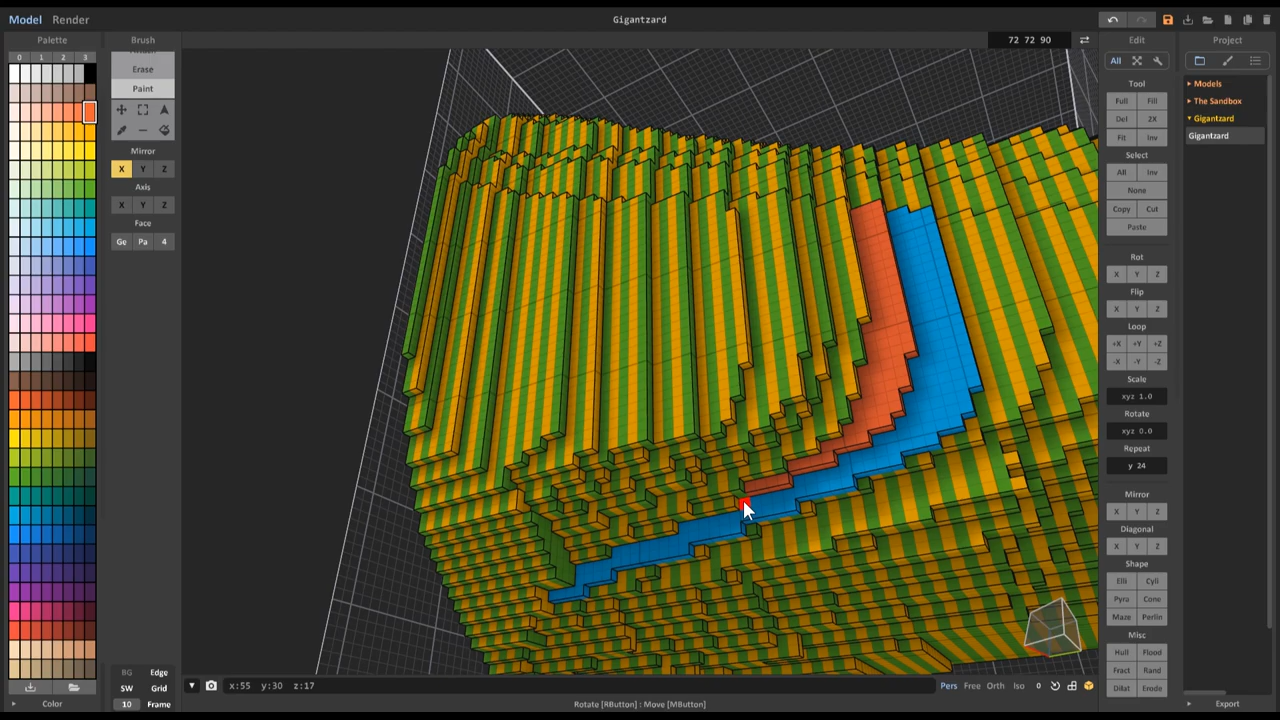 Model Render
Gigantzard
Palette
Brush
72 72 90
Edit
Project
0 1 2 3
Erase
Paint
Mirror
X Y Z
Axis
X Y Z
Face
Ge Pa 4
All
Tool
Full Fill
Del 2X
Fit Inv
Select
All Inv
None
Copy Cut
Paste
Rot
X Y Z
Flip
X Y Z
Loop
+X +Y +Z
-X -Y -Z
Scale
xyz 1.0
Rotate
xyz 0.0
Repeat
y 24
Mirror
X Y Z
Diagonal
X Y Z
Shape
Elli Cyli
Pyra Cone
Maze Perlin
Misc
Hull Flood
Fract Rand
Dilat Erode
Models
The Sandbox
Gigantzard
Gigantzard
BG Edge
SW Grid
10 Frame
Color
x:55 y:30 z:17
Pers Free Orth Iso 0
Rotate [RButton] : Move [MButton]
Export